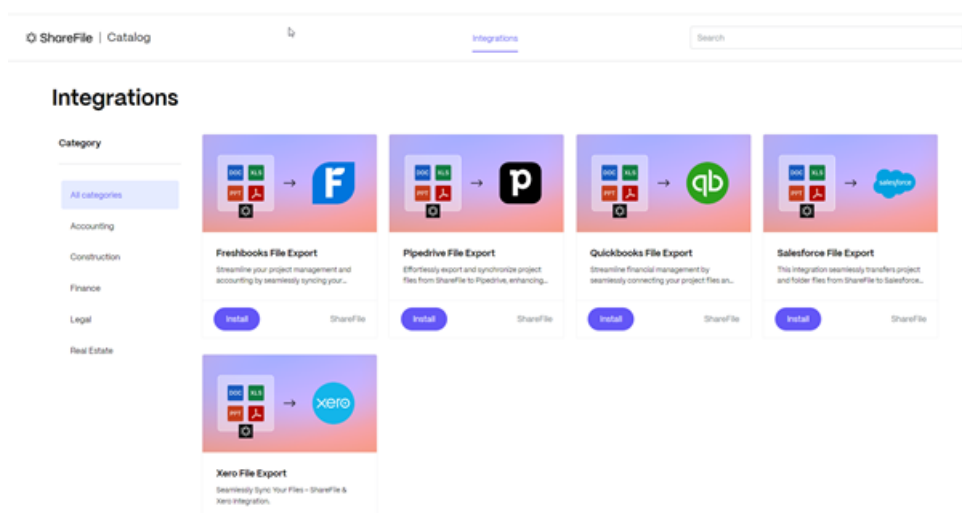 ShareFile | Catalog
Integrations
Search
Integrations
Category
All categories
Accounting
Construction
Finance
Legal
Real Estate
DOC XLS
PPT
F
Freshbooks File Export
Streamline your project management and
accounting by seamlessly syncing your...
Install ShareFile
DOC XLS
PPT
p
Pipedrive File Export
Effortlessly export and synchronize project
files from ShareFile to Pipedrive, enhancing...
Install ShareFile
DOC XLS
PPT
qb
Quickbooks File Export
Streamline financial management by
seamlessly connecting your project files an...
Install ShareFile
DOC XLS
PPT
salesforce
Salesforce File Export
This integration seamlessly transfers project
and folder files from ShareFile to Salesforce...
Install ShareFile
DOC XLS
PPT
xero
Xero File Export
Seamlessly Sync Your Files – ShareFile &
Xero Integration.